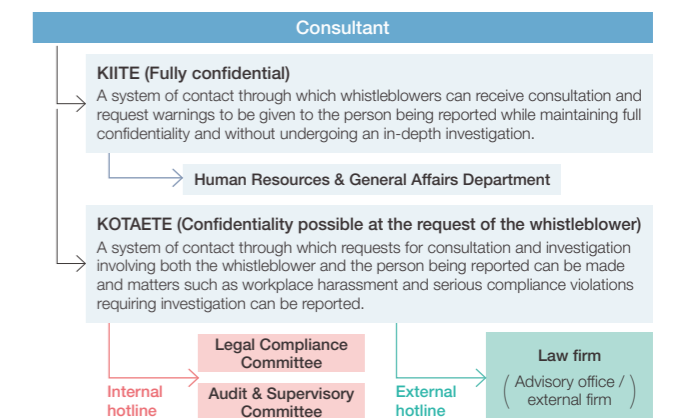 Consultant
KIITE (Fully confidential)
A system of contact through which whistleblowers can receive consultation and
request warnings to be given to the person being reported while maintaining full
confidentiality and without undergoing an in-depth investigation.
Human Resources & General Affairs Department
KOTAETE (Confidentiality possible at the request of the whistleblower)
A system of contact through which requests for consultation and investigation
involving both the whistleblower and the person being reported can be made
and matters such as workplace harassment and serious compliance violations
requiring investigation can be reported.
Internal
hotline
Legal Compliance
Committee
Audit & Supervisory
Committee
External
hotline
Law firm
(Advisory office /
external firm)